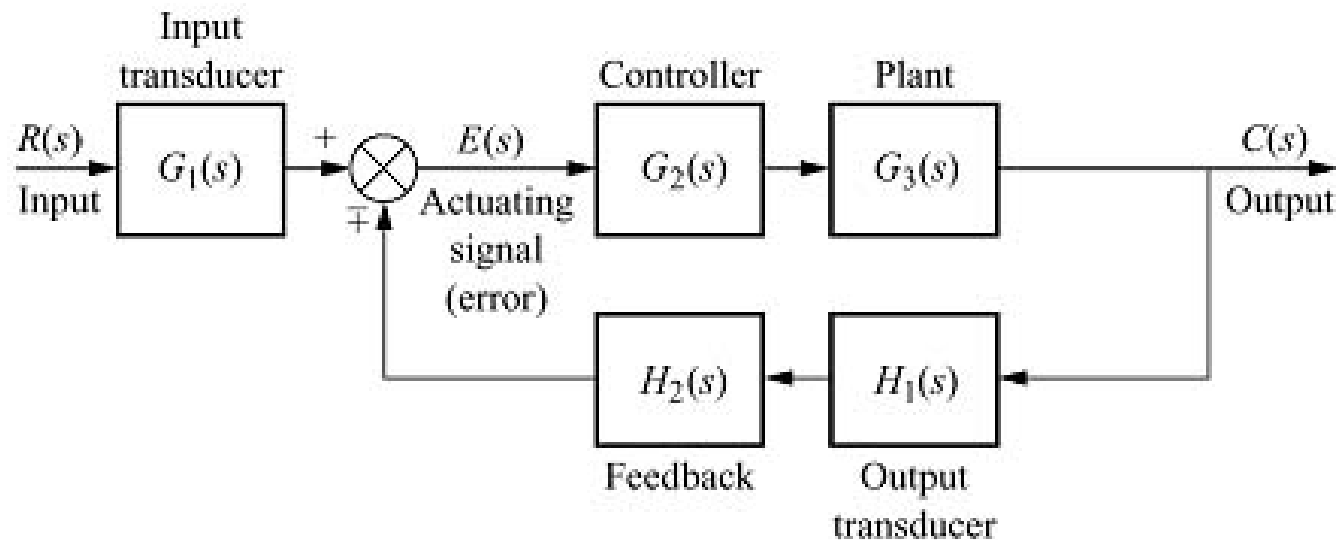 Input
transducer
Controller
Plant
R(s)
Input
G₁(s)
+
∓
E(s)
Actuating
signal
(error)
G₂(s)
G₃(s)
C(s)
Output
H₂(s)
H₁(s)
Feedback
Output
transducer